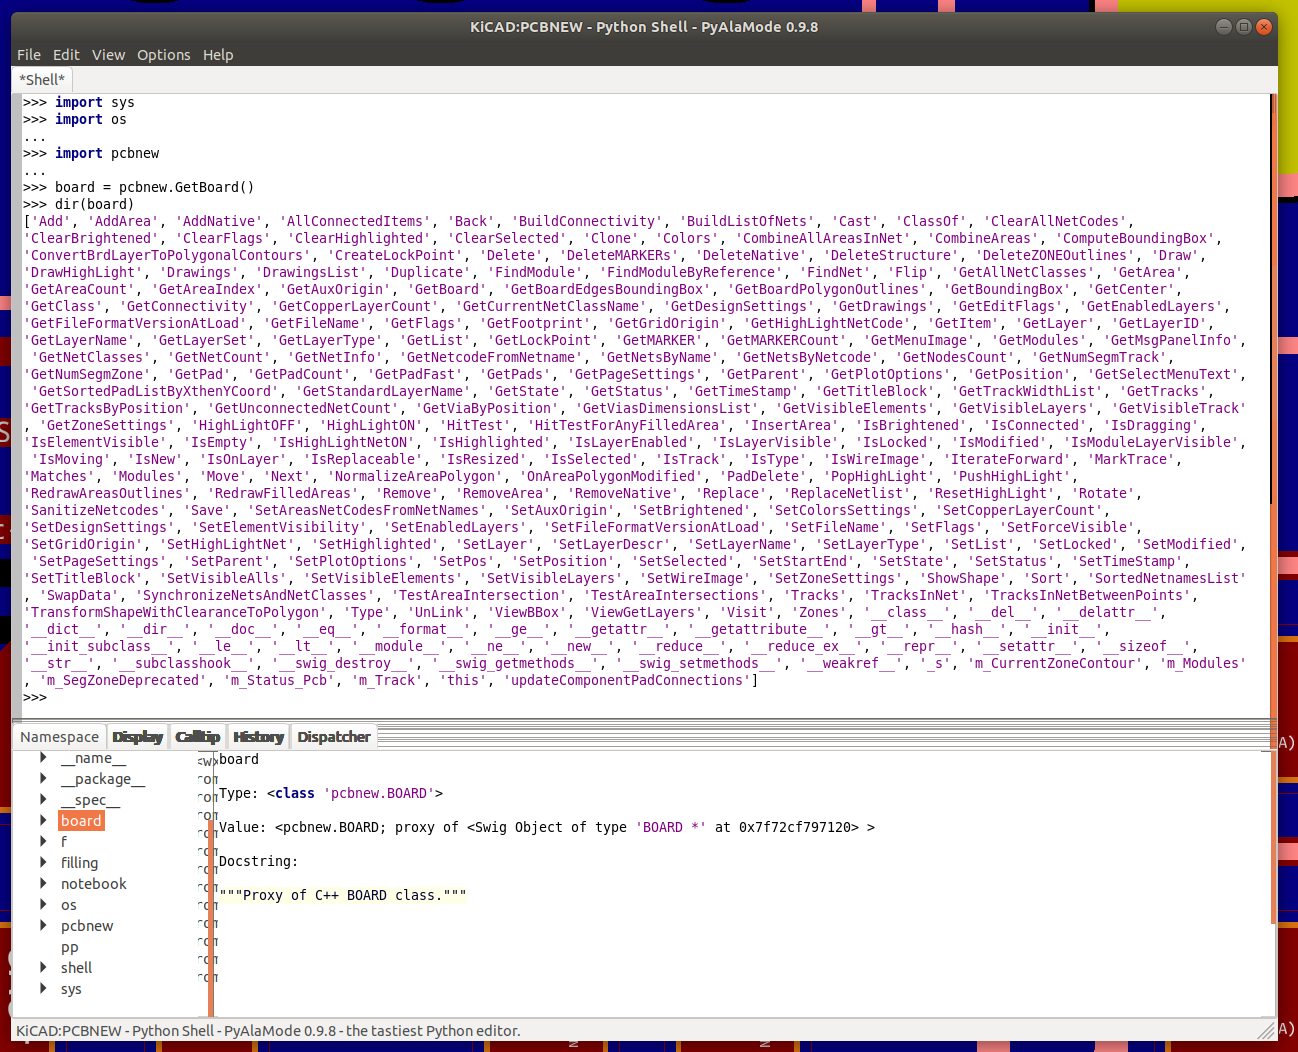 KiCAD:PCBNEW - Python Shell - PyAlaMode 0.9.8
File Edit View Options Help
*Shell*
>>> import sys
>>> import os
...
>>> import pcbnew
...
>>> board = pcbnew.GetBoard()
>>> dir(board)
['Add', 'AddArea', 'AddNative', 'AllConnectedItems', 'Back', 'BuildConnectivity', 'BuildListOfNets', 'Cast', 'ClassOf', 'ClearAllNetCodes',
'ClearBrightened', 'ClearFlags', 'ClearHighlighted', 'ClearSelected', 'Clone', 'Colors', 'CombineAllAreasInNet', 'CombineAreas', 'ComputeBoundingBox',
'ConvertBrdLayerToPolygonalContours', 'CreateLockPoint', 'Delete', 'DeleteMARKERs', 'DeleteNative', 'DeleteStructure', 'DeleteZONEOutlines', 'Draw',
'DrawHighLight', 'Drawings', 'DrawingsList', 'Duplicate', 'FindModule', 'FindModuleByReference', 'FindNet', 'Flip', 'GetAllNetClasses', 'GetArea',
'GetAreaCount', 'GetAreaIndex', 'GetAuxOrigin', 'GetBoard', 'GetBoardEdgesBoundingBox', 'GetBoardPolygonOutlines', 'GetBoundingBox', 'GetCenter',
'GetClass', 'GetConnectivity', 'GetCopperLayerCount', 'GetCurrentNetClassName', 'GetDesignSettings', 'GetDrawings', 'GetEditFlags', 'GetEnabledLayers',
'GetFileFormatVersionAtLoad', 'GetFileName', 'GetFlags', 'GetFootprint', 'GetGridOrigin', 'GetHighLightNetCode', 'GetItem', 'GetLayer', 'GetLayerID',
'GetLayerName', 'GetLayerSet', 'GetLayerType', 'GetList', 'GetLockPoint', 'GetMARKER', 'GetMARKERCount', 'GetMenuImage', 'GetModules', 'GetMsgPanelInfo',
'GetNetClasses', 'GetNetCount', 'GetNetInfo', 'GetNetcodeFromNetname', 'GetNetsByName', 'GetNetsByNetcode', 'GetNodesCount', 'GetNumSegmTrack',
'GetNumSegmZone', 'GetPad', 'GetPadCount', 'GetPadFast', 'GetPads', 'GetPageSettings', 'GetParent', 'GetPlotOptions', 'GetPosition', 'GetSelectMenuText',
'GetSortedPadListByXthenYCoord', 'GetStandardLayerName', 'GetState', 'GetStatus', 'GetTimeStamp', 'GetTitleBlock', 'GetTrackWidthList', 'GetTracks',
'GetTracksByPosition', 'GetUnconnectedNetCount', 'GetViaByPosition', 'GetViasDimensionsList', 'GetVisibleElements', 'GetVisibleLayers', 'GetVisibleTrack'
, 'GetZoneSettings', 'HighLightOFF', 'HighLightON', 'HitTest', 'HitTestForAnyFilledArea', 'InsertArea', 'IsBrightened', 'IsConnected', 'IsDragging',
'IsElementVisible', 'IsEmpty', 'IsHighLightNetON', 'IsHighlighted', 'IsLayerEnabled', 'IsLayerVisible', 'IsLocked', 'IsModified', 'IsModuleLayerVisible',
'IsMoving', 'IsNew', 'IsOnLayer', 'IsReplaceable', 'IsResized', 'IsSelected', 'IsTrack', 'IsType', 'IsWireImage', 'IterateForward', 'MarkTrace',
'Matches', 'Modules', 'Move', 'Next', 'NormalizeAreaPolygon', 'OnAreaPolygonModified', 'PadDelete', 'PopHighLight', 'PushHighLight',
'RedrawAreasOutlines', 'RedrawFilledAreas', 'Remove', 'RemoveArea', 'RemoveNative', 'Replace', 'ReplaceNetlist', 'ResetHighLight', 'Rotate',
'SanitizeNetcodes', 'Save', 'SetAreasNetCodesFromNetNames', 'SetAuxOrigin', 'SetBrightened', 'SetColorsSettings', 'SetCopperLayerCount',
'SetDesignSettings', 'SetElementVisibility', 'SetEnabledLayers', 'SetFileFormatVersionAtLoad', 'SetFileName', 'SetFlags', 'SetForceVisible',
'SetGridOrigin', 'SetHighLightNet', 'SetHighlighted', 'SetLayer', 'SetLayerDescr', 'SetLayerName', 'SetLayerType', 'SetList', 'SetLocked', 'SetModified',
'SetPageSettings', 'SetParent', 'SetPlotOptions', 'SetPos', 'SetPosition', 'SetSelected', 'SetStartEnd', 'SetState', 'SetStatus', 'SetTimeStamp',
'SetTitleBlock', 'SetVisibleAlls', 'SetVisibleElements', 'SetVisibleLayers', 'SetWireImage', 'SetZoneSettings', 'ShowShape', 'Sort', 'SortedNetnamesList'
, 'SwapData', 'SynchronizeNetsAndNetClasses', 'TestAreaIntersection', 'TestAreaIntersections', 'Tracks', 'TracksInNet', 'TracksInNetBetweenPoints',
'TransformShapeWithClearanceToPolygon', 'Type', 'UnLink', 'ViewBBox', 'ViewGetLayers', 'Visit', 'Zones', '__class__', '__del__', '__delattr__',
'__dict__', '__dir__', '__doc__', '__eq__', '__format__', '__ge__', '__getattr__', '__getattribute__', '__gt__', '__hash__', '__init__',
'__init_subclass__', '__le__', '__lt__', '__module__', '__ne__', '__new__', '__reduce__', '__reduce_ex__', '__repr__', '__setattr__', '__sizeof__',
'__str__', '__subclasshook__', '__swig_destroy__', '__swig_getmethods__', '__swig_setmethods__', '__weakref__', '_s', 'm_CurrentZoneContour', 'm_Modules'
, 'm_SegZoneDeprecated', 'm_Status_Pcb', 'm_Track', 'this', 'updateComponentPadConnections']
>>>
Namespace Display Calltip History Dispatcher
__name__
__package__
__spec__
board
f
filling
notebook
os
pcbnew
pp
shell
sys
board
Type: <class 'pcbnew.BOARD'>
Value: <pcbnew.BOARD; proxy of <Swig Object of type 'BOARD *' at 0x7f72cf797120> >
Docstring:
"""Proxy of C++ BOARD class."""
KiCAD:PCBNEW - Python Shell - PyAlaMode 0.9.8 - the tastiest Python editor.